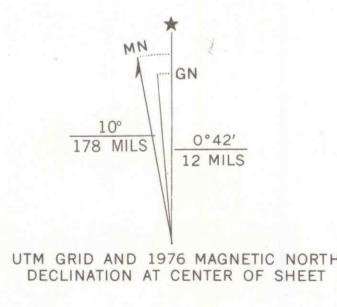 ★
MN
GN
10°
178 MILS
0°42′
12 MILS
UTM GRID AND 1976 MAGNETIC NORTH
DECLINATION AT CENTER OF SHEET